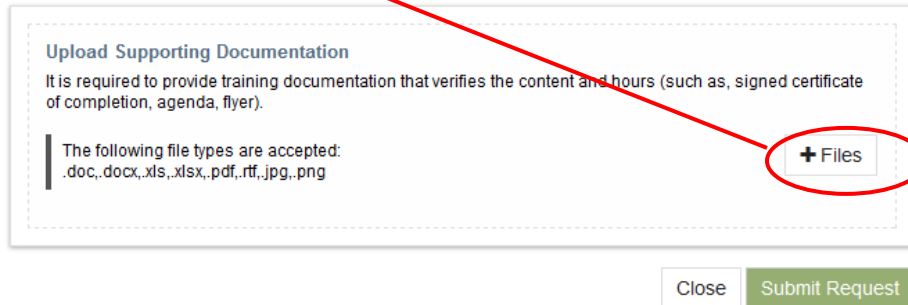 Upload Supporting Documentation
It is required to provide training documentation that verifies the content and hours (such as, signed certificate
of completion, agenda, flyer).
The following file types are accepted:
.doc,.docx,.xls,.xlsx,.pdf,.rtf,.jpg,.png
+ Files
Close
Submit Request